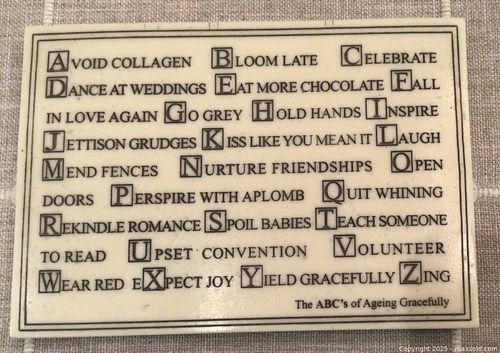 AVOID COLLAGEN BLOOM LATE CELEBRATE
DANCE AT WEDDINGS EAT MORE CHOCOLATE FALL
IN LOVE AGAIN GO GREY HOLD HANDS INSPIRE
JETTISON GRUDGES KISS LIKE YOU MEAN IT LAUGH
MEND FENCES NURTURE FRIENDSHIPS OPEN
DOORS PERSPIRE WITH APLOMB QUIT WHINING
REKINDLE ROMANCE SPOIL BABIES TEACH SOMEONE
TO READ UPSET CONVENTION VOLUNTEER
WEAR RED EXPECT JOY YIELD GRACEFULLY ZING
The ABC's of Ageing Gracefully
Copyright 2025 - maxsold.com